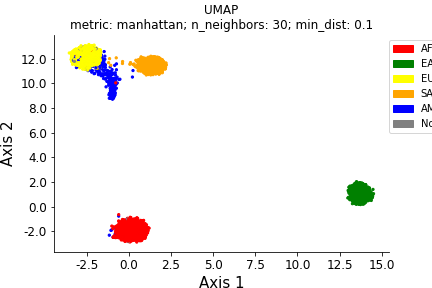 UMAP
metric: manhattan; n_neighbors: 30; min_dist: 0.1
12.0
10.0
8.0
6.0
4.0
2.0
0.0
-2.0
Axis 2
-2.5 0.0 2.5 5.0 7.5 10.0 12.5 15.0
Axis 1
AF
EA
EU
SA
AM
No